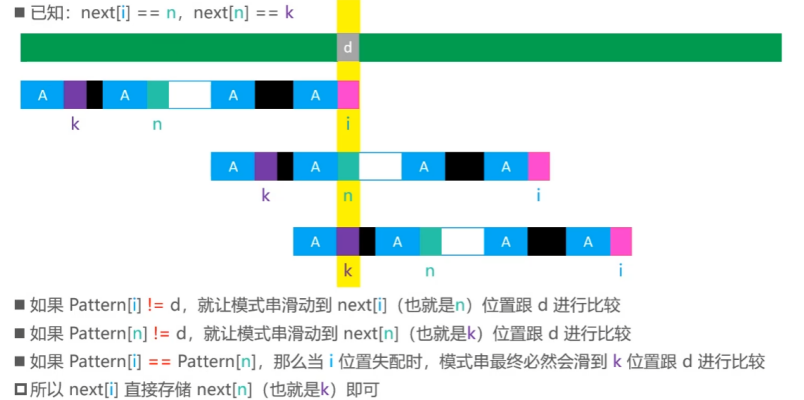 ■ 已知：next[i] == n，next[n] == k
d
A A A A
k n i
A A A A
k n i
A A A A
k n i
■ 如果 Pattern[i] != d，就让模式串滑动到 next[i]（也就是n）位置跟 d 进行比较
■ 如果 Pattern[n] != d，就让模式串滑动到 next[n]（也就是k）位置跟 d 进行比较
■ 如果 Pattern[i] == Pattern[n]，那么当 i 位置失配时，模式串最终必然会滑到 k 位置跟 d 进行比较
□ 所以 next[i] 直接存储 next[n]（也就是k）即可